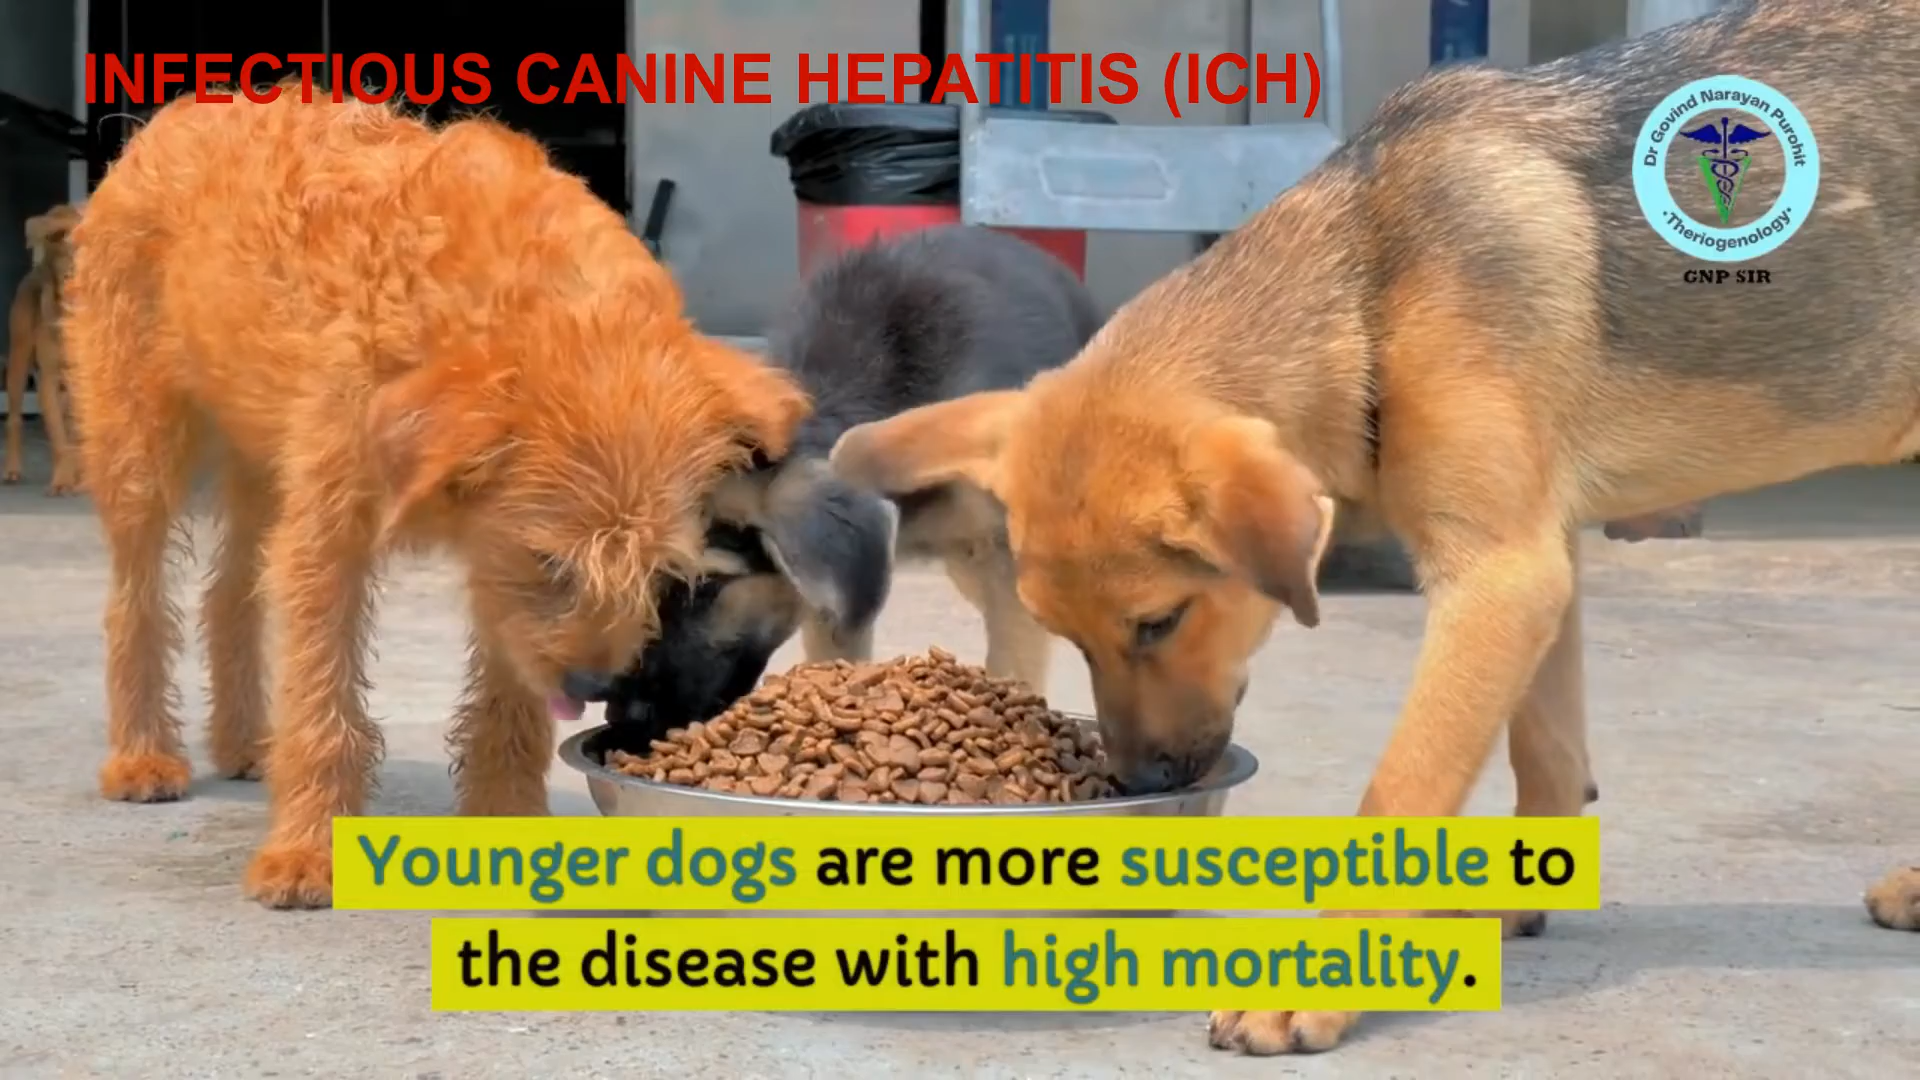 INFECTIOUS CANINE HEPATITIS (ICH)
Dr Govind Narayan Purohit
·Theriogenology·
GNP SIR
Younger dogs are more susceptible to
the disease with high mortality.